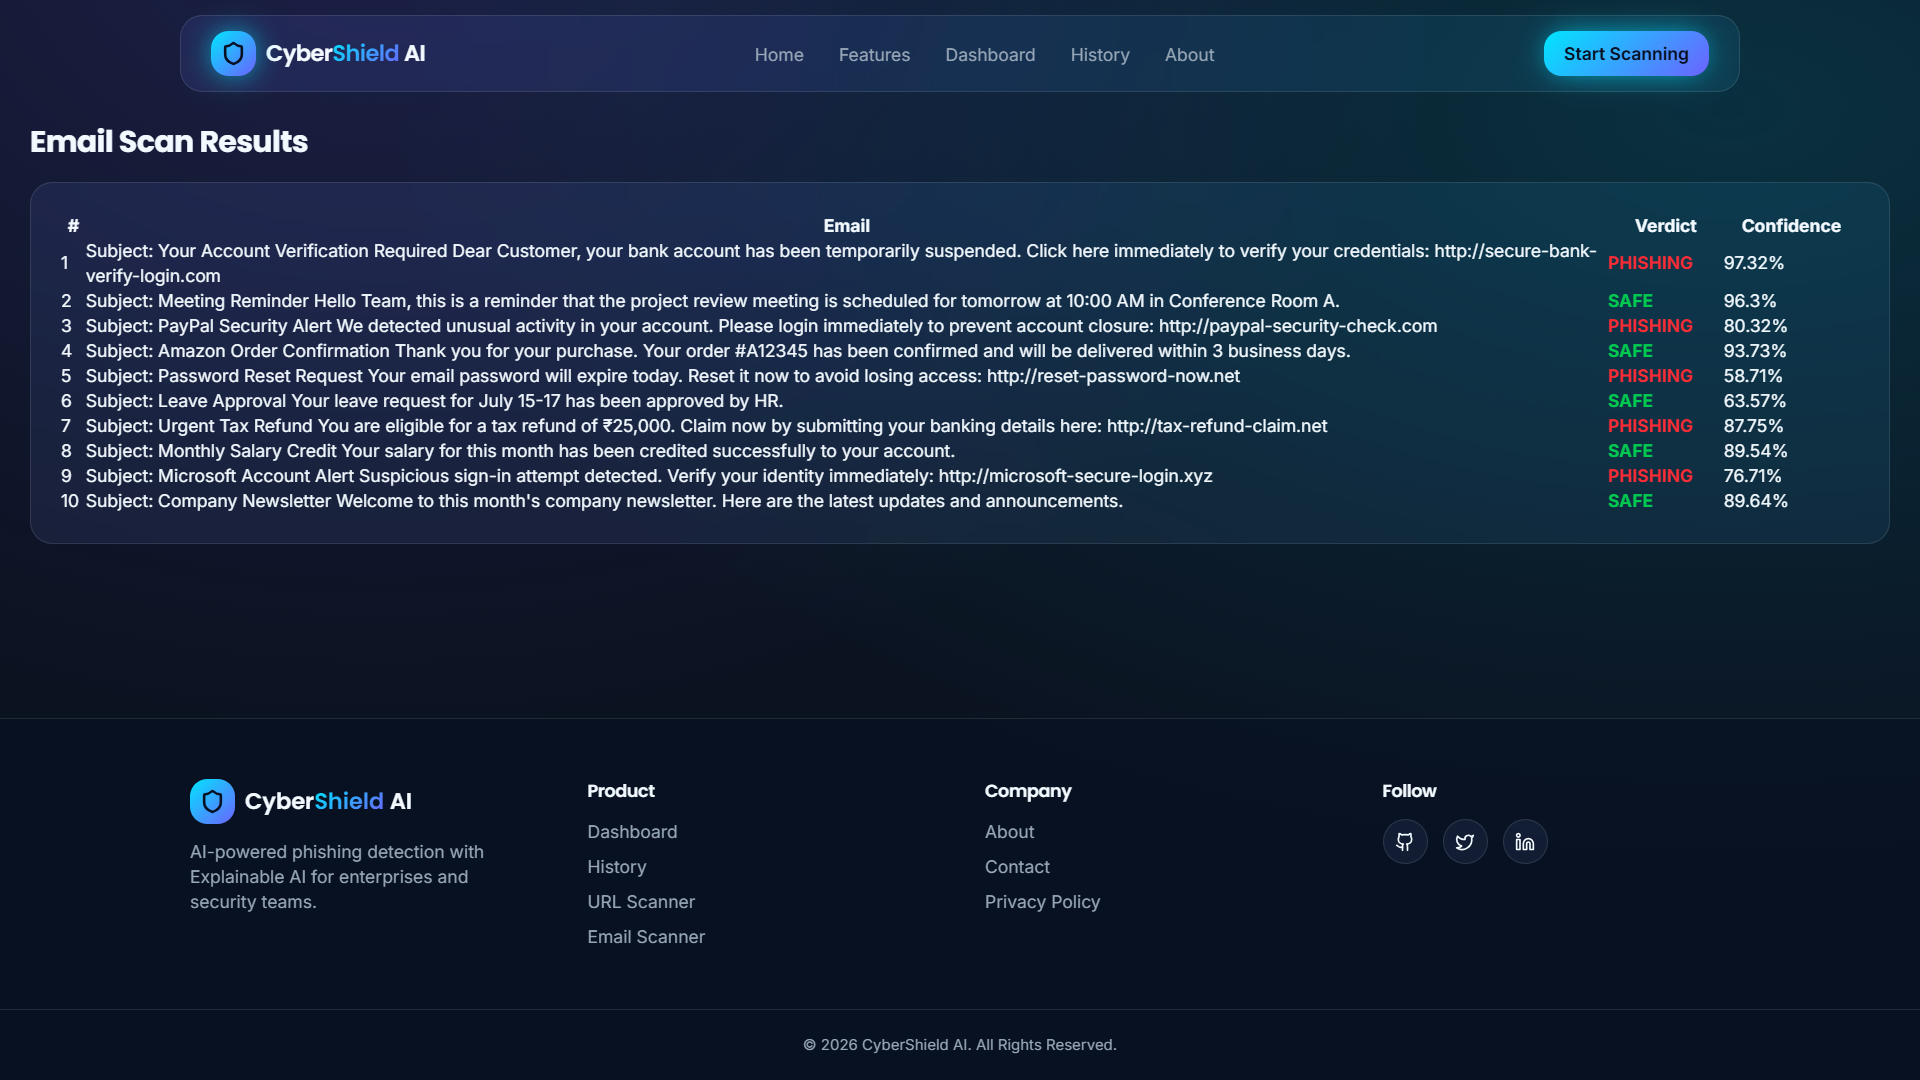 CyberShield AI
Home Features Dashboard History About
Start Scanning
Email Scan Results
# Email Verdict Confidence
1 Subject: Your Account Verification Required Dear Customer, your bank account has been temporarily suspended. Click here immediately to verify your credentials: http://secure-bank-
verify-login.com PHISHING 97.32%
2 Subject: Meeting Reminder Hello Team, this is a reminder that the project review meeting is scheduled for tomorrow at 10:00 AM in Conference Room A. SAFE 96.3%
3 Subject: PayPal Security Alert We detected unusual activity in your account. Please login immediately to prevent account closure: http://paypal-security-check.com PHISHING 80.32%
4 Subject: Amazon Order Confirmation Thank you for your purchase. Your order #A12345 has been confirmed and will be delivered within 3 business days. SAFE 93.73%
5 Subject: Password Reset Request Your email password will expire today. Reset it now to avoid losing access: http://reset-password-now.net PHISHING 58.71%
6 Subject: Leave Approval Your leave request for July 15-17 has been approved by HR. SAFE 63.57%
7 Subject: Urgent Tax Refund You are eligible for a tax refund of ₹25,000. Claim now by submitting your banking details here: http://tax-refund-claim.net PHISHING 87.75%
8 Subject: Monthly Salary Credit Your salary for this month has been credited successfully to your account. SAFE 89.54%
9 Subject: Microsoft Account Alert Suspicious sign-in attempt detected. Verify your identity immediately: http://microsoft-secure-login.xyz PHISHING 76.71%
10 Subject: Company Newsletter Welcome to this month's company newsletter. Here are the latest updates and announcements. SAFE 89.64%
CyberShield AI
AI-powered phishing detection with
Explainable AI for enterprises and
security teams.
Product
Dashboard
History
URL Scanner
Email Scanner
Company
About
Contact
Privacy Policy
Follow
© 2026 CyberShield AI. All Rights Reserved.